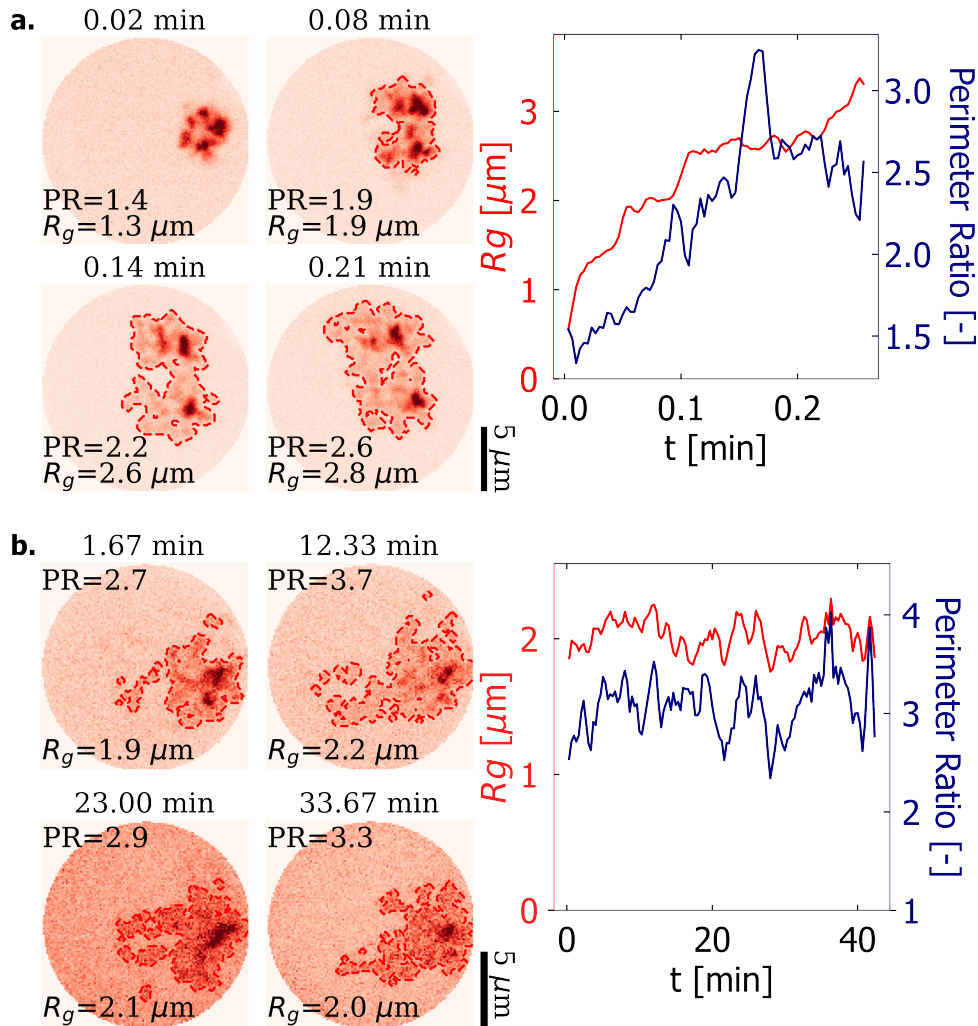 a.
0.02 min
0.08 min
PR=1.4
Rg=1.3 μm
PR=1.9
Rg=1.9 μm
0.14 min
0.21 min
PR=2.2
Rg=2.6 μm
PR=2.6
Rg=2.8 μm
5 μm
Rg [μm]
3
2
1
0
0.0
0.1
0.2
t [min]
3.0
2.5
2.0
1.5
Perimeter Ratio [-]
b.
1.67 min
12.33 min
PR=2.7
Rg=1.9 μm
PR=3.7
Rg=2.2 μm
23.00 min
33.67 min
PR=2.9
Rg=2.1 μm
PR=3.3
Rg=2.0 μm
5 μm
Rg [μm]
2
1
0
0
20
40
t [min]
4
3
2
1
Perimeter Ratio [-]